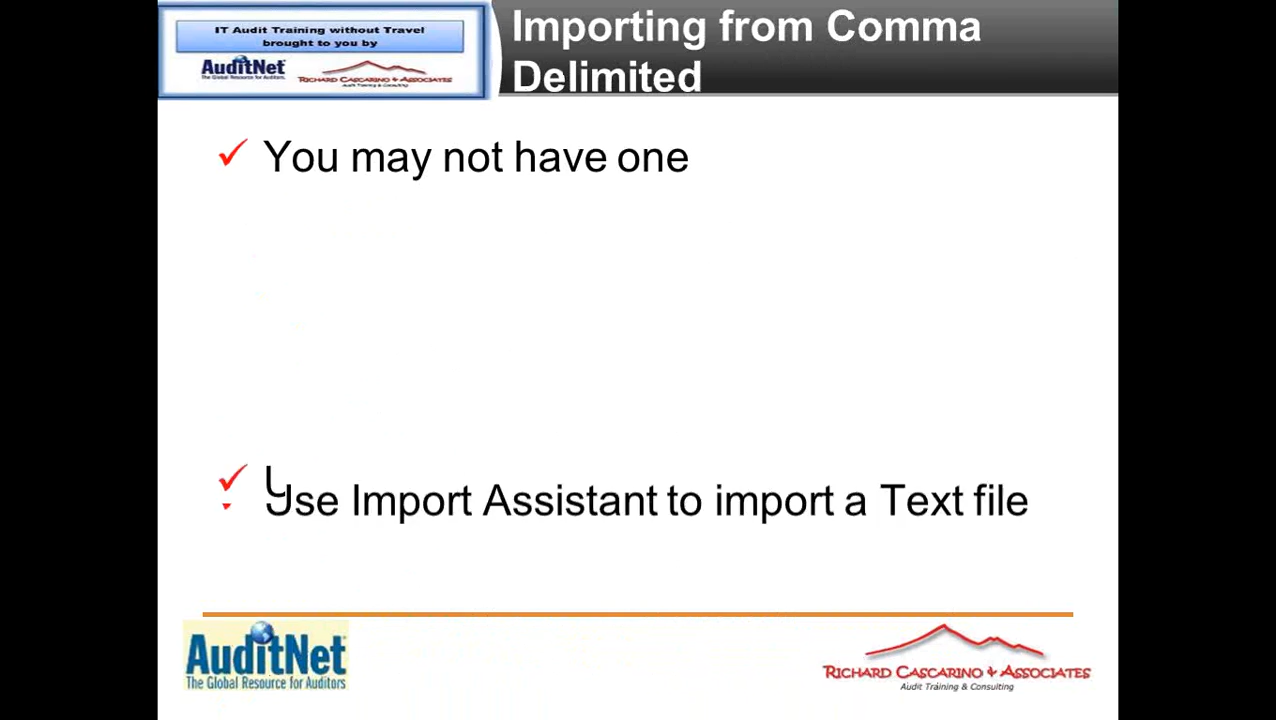 IT Audit Training without Travel
brought to you by
AuditNet
The Global Resource for Auditors
RICHARD CASCARINO & ASSOCIATES
Audit Training & Consulting
Importing from Comma
Delimited
You may not have one
Use Import Assistant to import a Text file
AuditNet
The Global Resource for Auditors
RICHARD CASCARINO & ASSOCIATES
Audit Training & Consulting